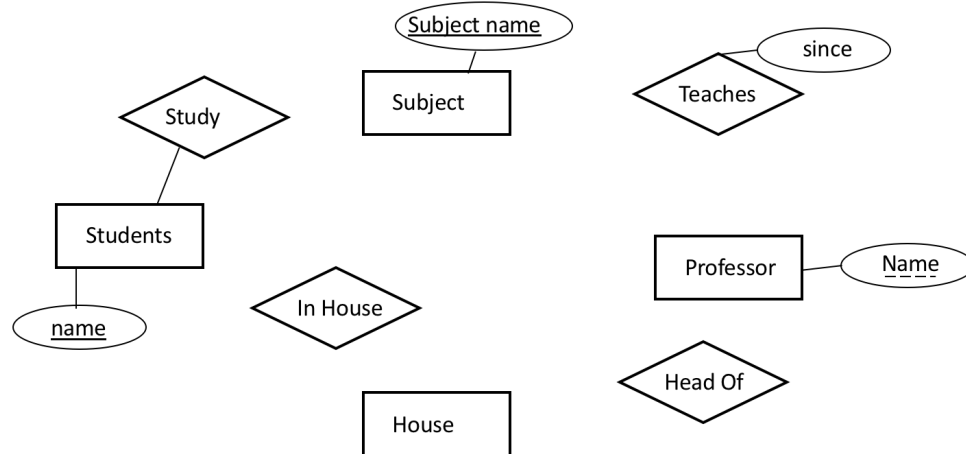 Subject name
since
Subject
Teaches
Study
Students
Professor
Name
In House
name
Head Of
House